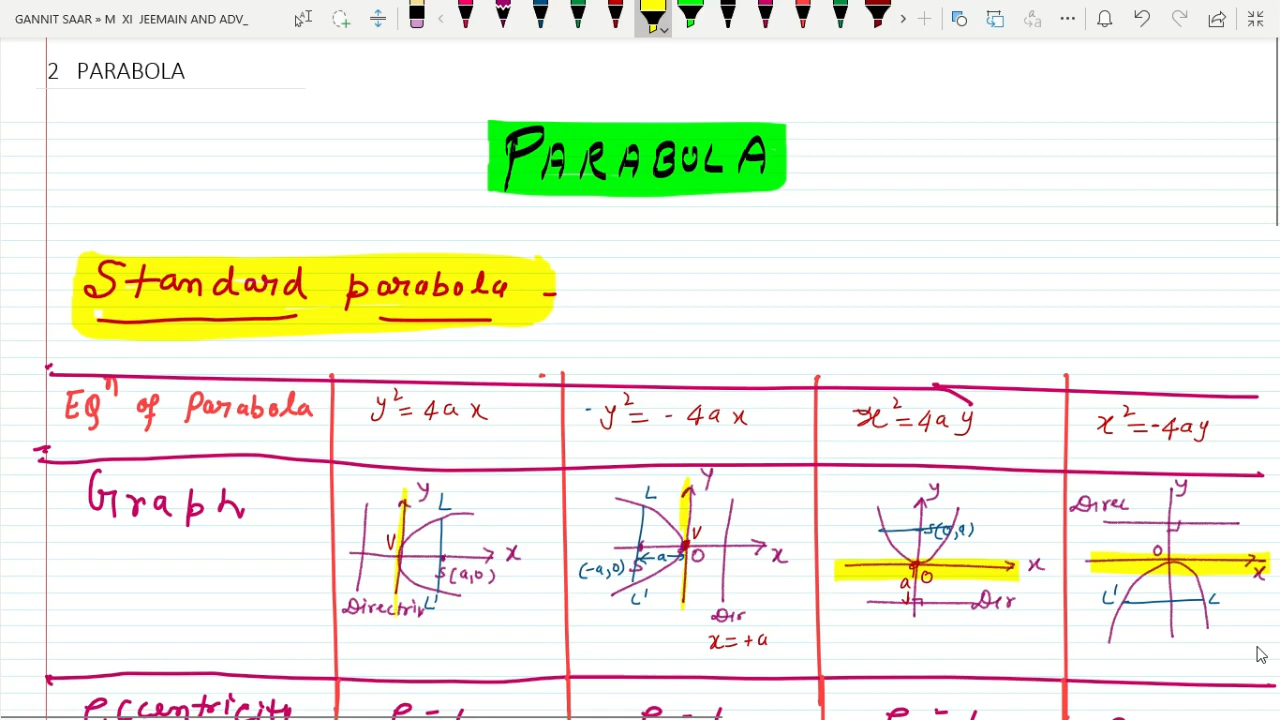 GANNIT SAAR » M XI JEEMAIN AND ADV_
2 PARABOLA
PARABOLA
Standard parabola -
EQⁿ of Parabola
y² = 4ax
y² = -4ax
x² = 4ay
x² = -4ay
Graph
y
L
V
x
S(a,0)
L'
Directrix
y
L
V
O
x
a
(-a,0)
S
L'
Dir
x = +a
y
S(0,a)
x
a
O
Dir
Direc
y
O
x
L'
L
Eccentricity